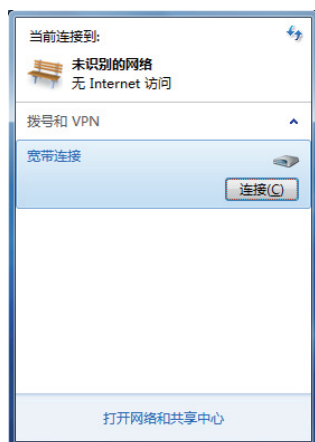 当前连接到:
未识别的网络
无 Internet 访问
拨号和 VPN
宽带连接
连接(C)
打开网络和共享中心